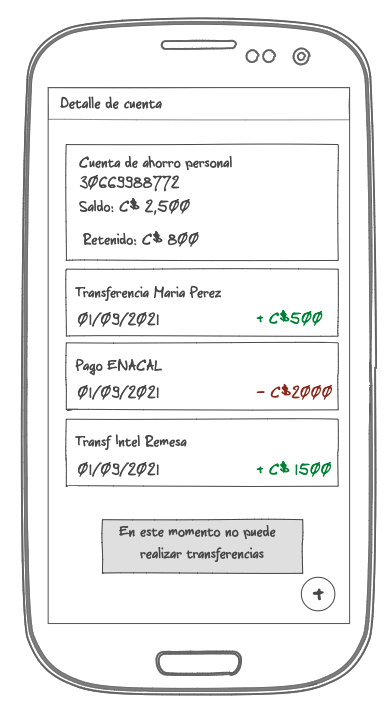 Detalle de cuenta
Cuenta de ahorro personal
30669988772
Saldo: C$ 2,500
Retenido: C$ 800
Transferencia Maria Perez
01/09/2021 + C$500
Pago ENACAL
01/09/2021 - C$2000
Transf Intel Remesa
01/09/2021 + C$ 1500
En este momento no puede
realizar transferencias
+